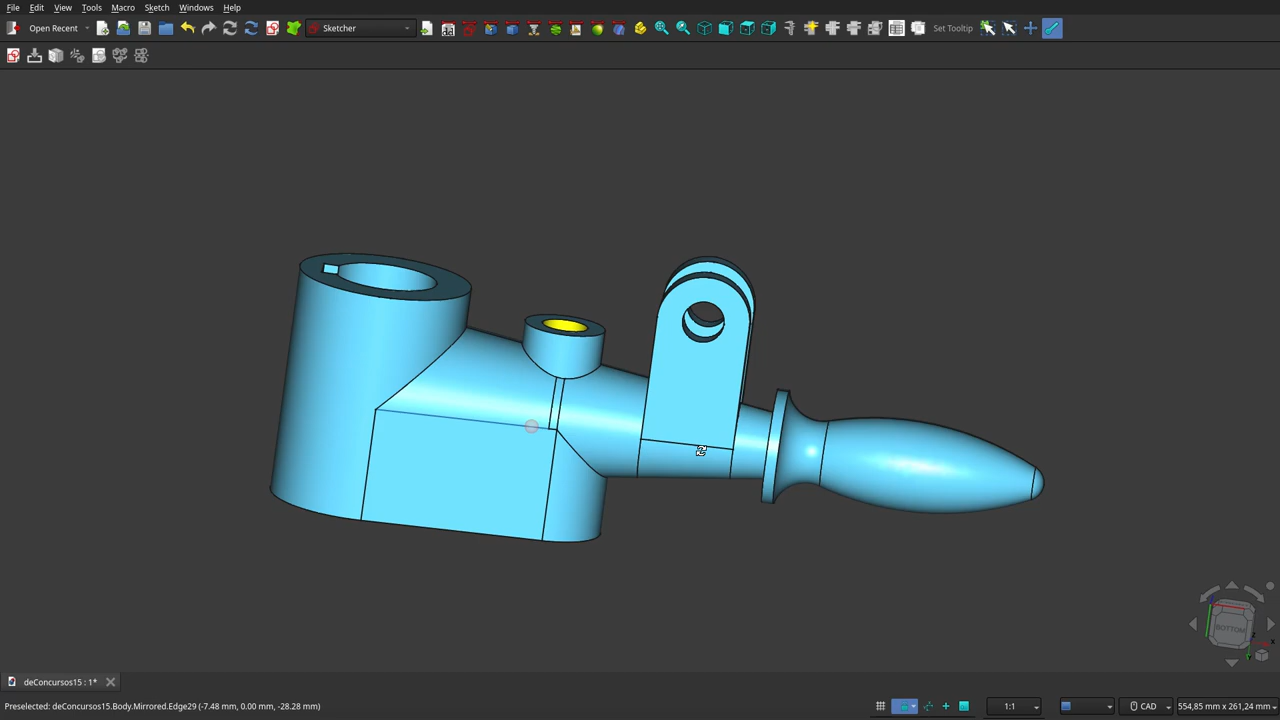 File Edit View Tools Macro Sketch Windows Help
Open Recent Sketcher Set Tooltip
BOTTOM
deConcursos15 : 1*
Preselected: deConcursos15.Body.Mirrored.Edge29 (-7.48 mm, 0.00 mm, -28.28 mm) 1:1 CAD 554,85 mm x 261,24 mm